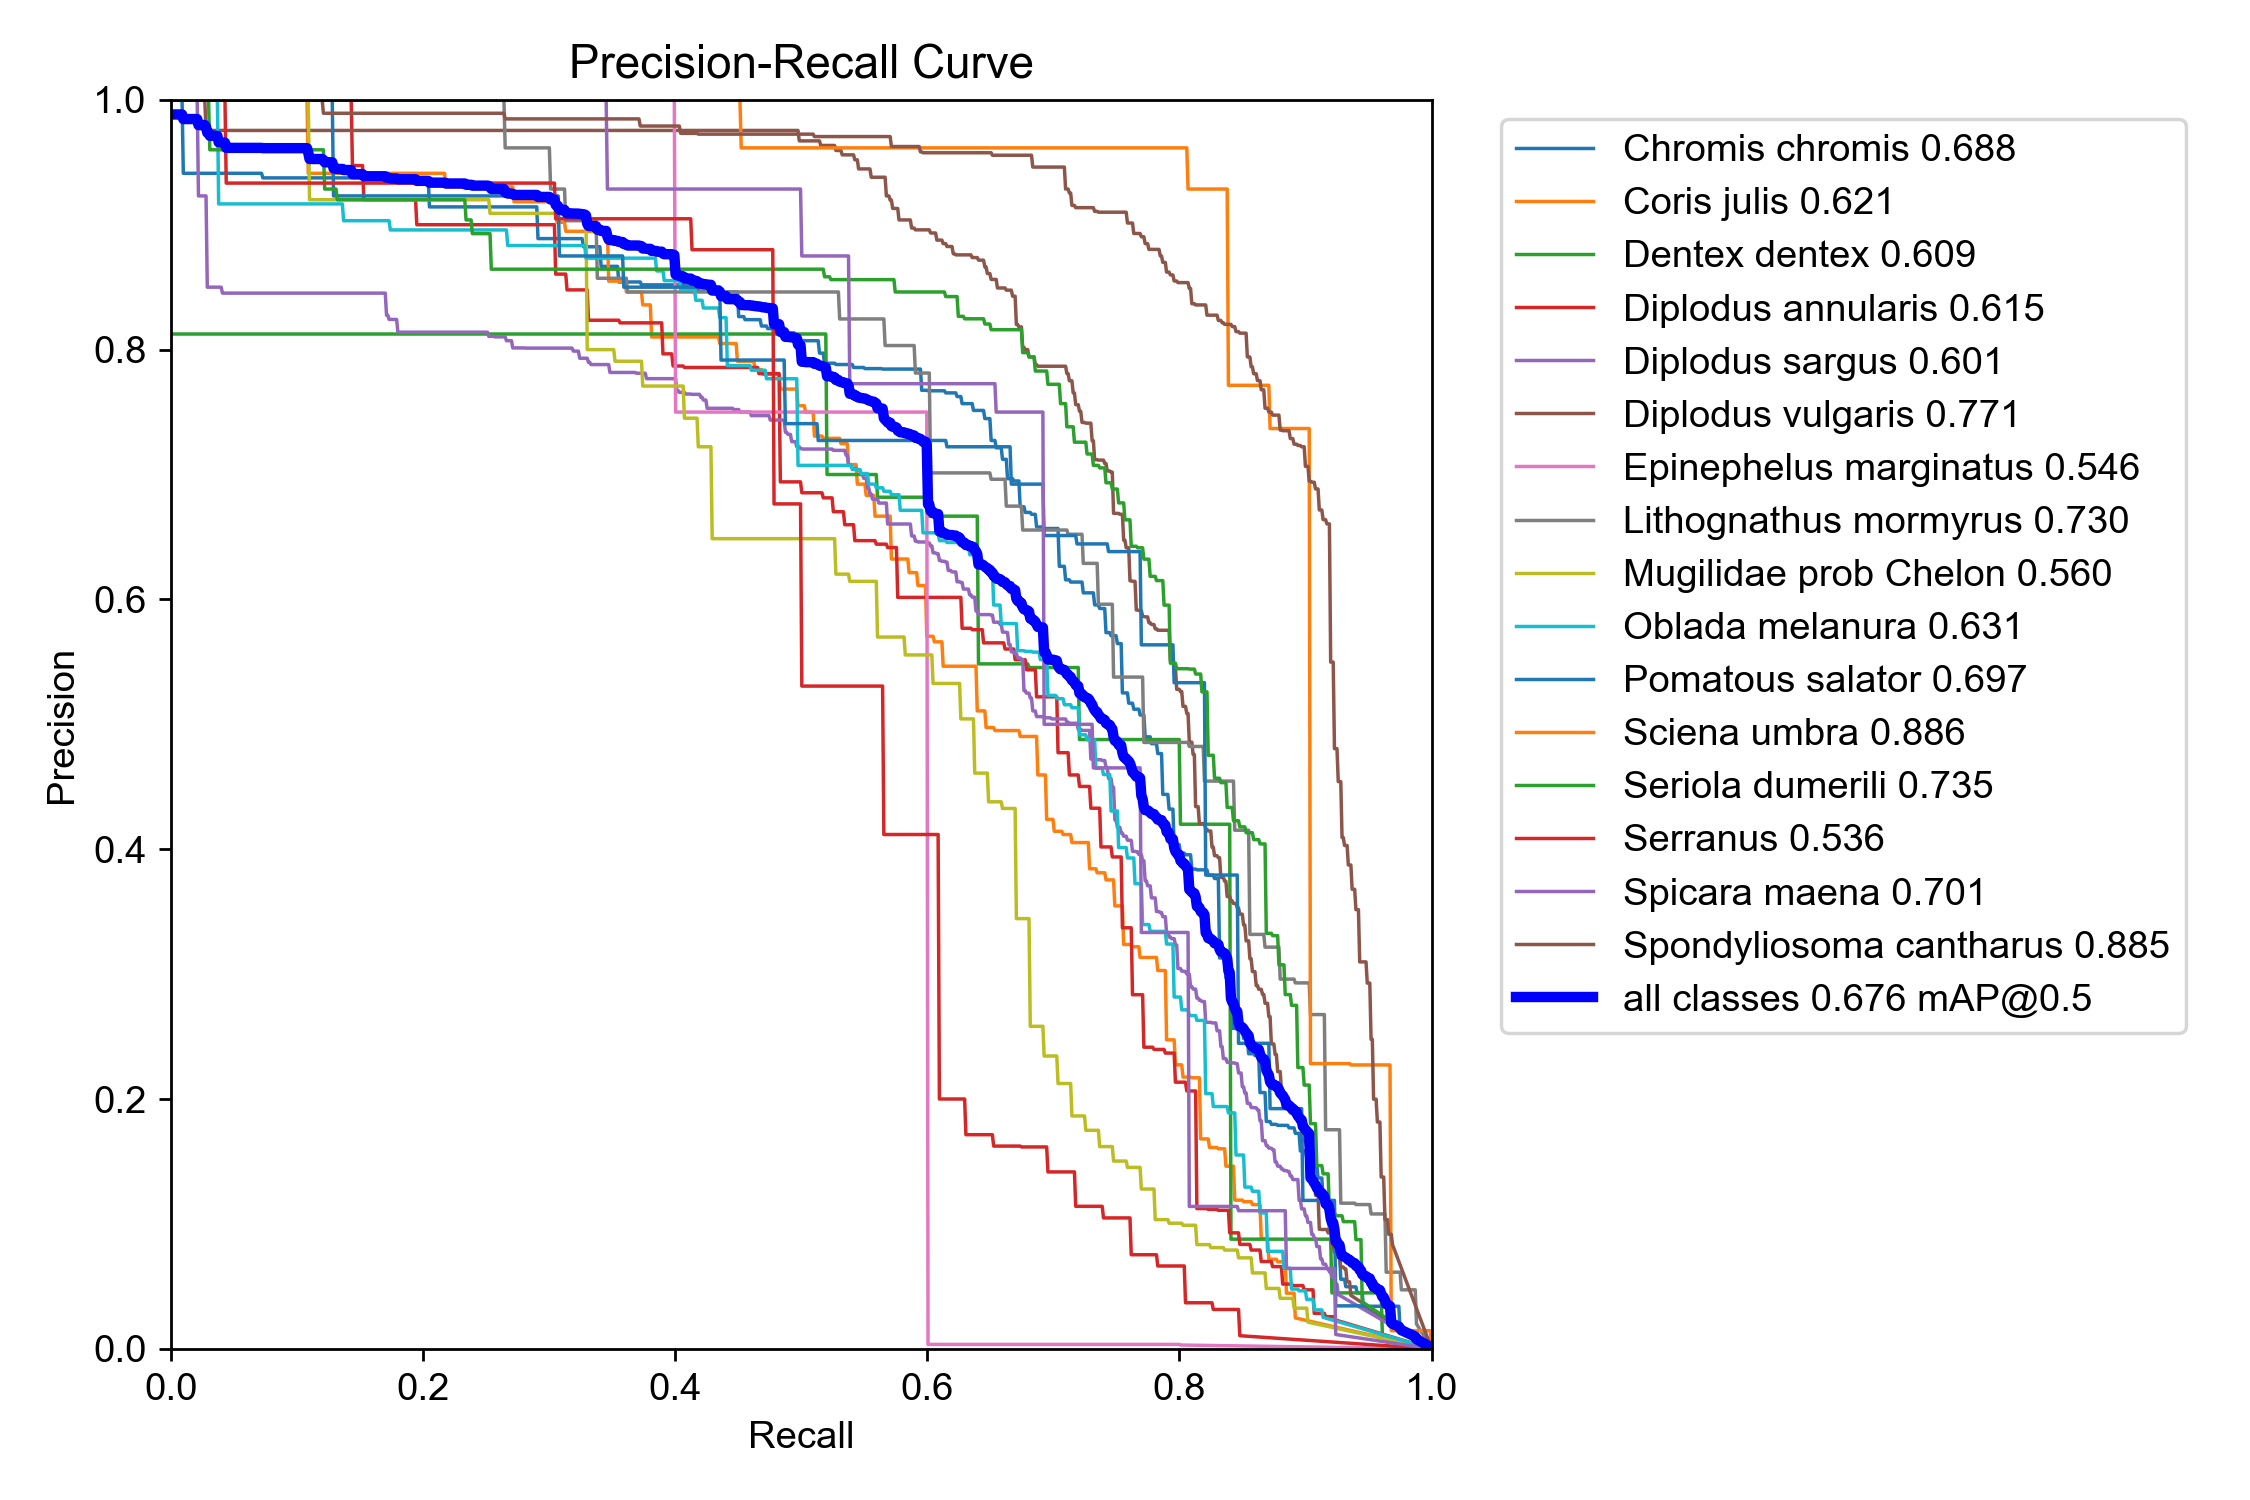 Precision-Recall Curve
1.0
0.8
0.6
0.4
0.2
0.0
Precision
0.0 0.2 0.4 0.6 0.8 1.0
Recall
Chromis chromis 0.688
Coris julis 0.621
Dentex dentex 0.609
Diplodus annularis 0.615
Diplodus sargus 0.601
Diplodus vulgaris 0.771
Epinephelus marginatus 0.546
Lithognathus mormyrus 0.730
Mugilidae prob Chelon 0.560
Oblada melanura 0.631
Pomatous salator 0.697
Sciena umbra 0.886
Seriola dumerili 0.735
Serranus 0.536
Spicara maena 0.701
Spondyliosoma cantharus 0.885
all classes 0.676 mAP@0.5